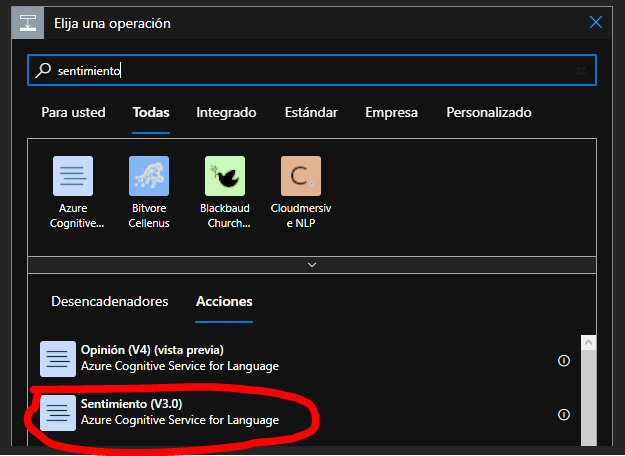 Elija una operación
sentimiento
Para usted Todas Integrado Estándar Empresa Personalizado
Azure Cognitive...
Bitvore Cellenus
Blackbaud Church...
Cloudmersiv e NLP
Desencadenadores Acciones
Opinión (V4) (vista previa)
Azure Cognitive Service for Language
Sentimiento (V3.0)
Azure Cognitive Service for Language